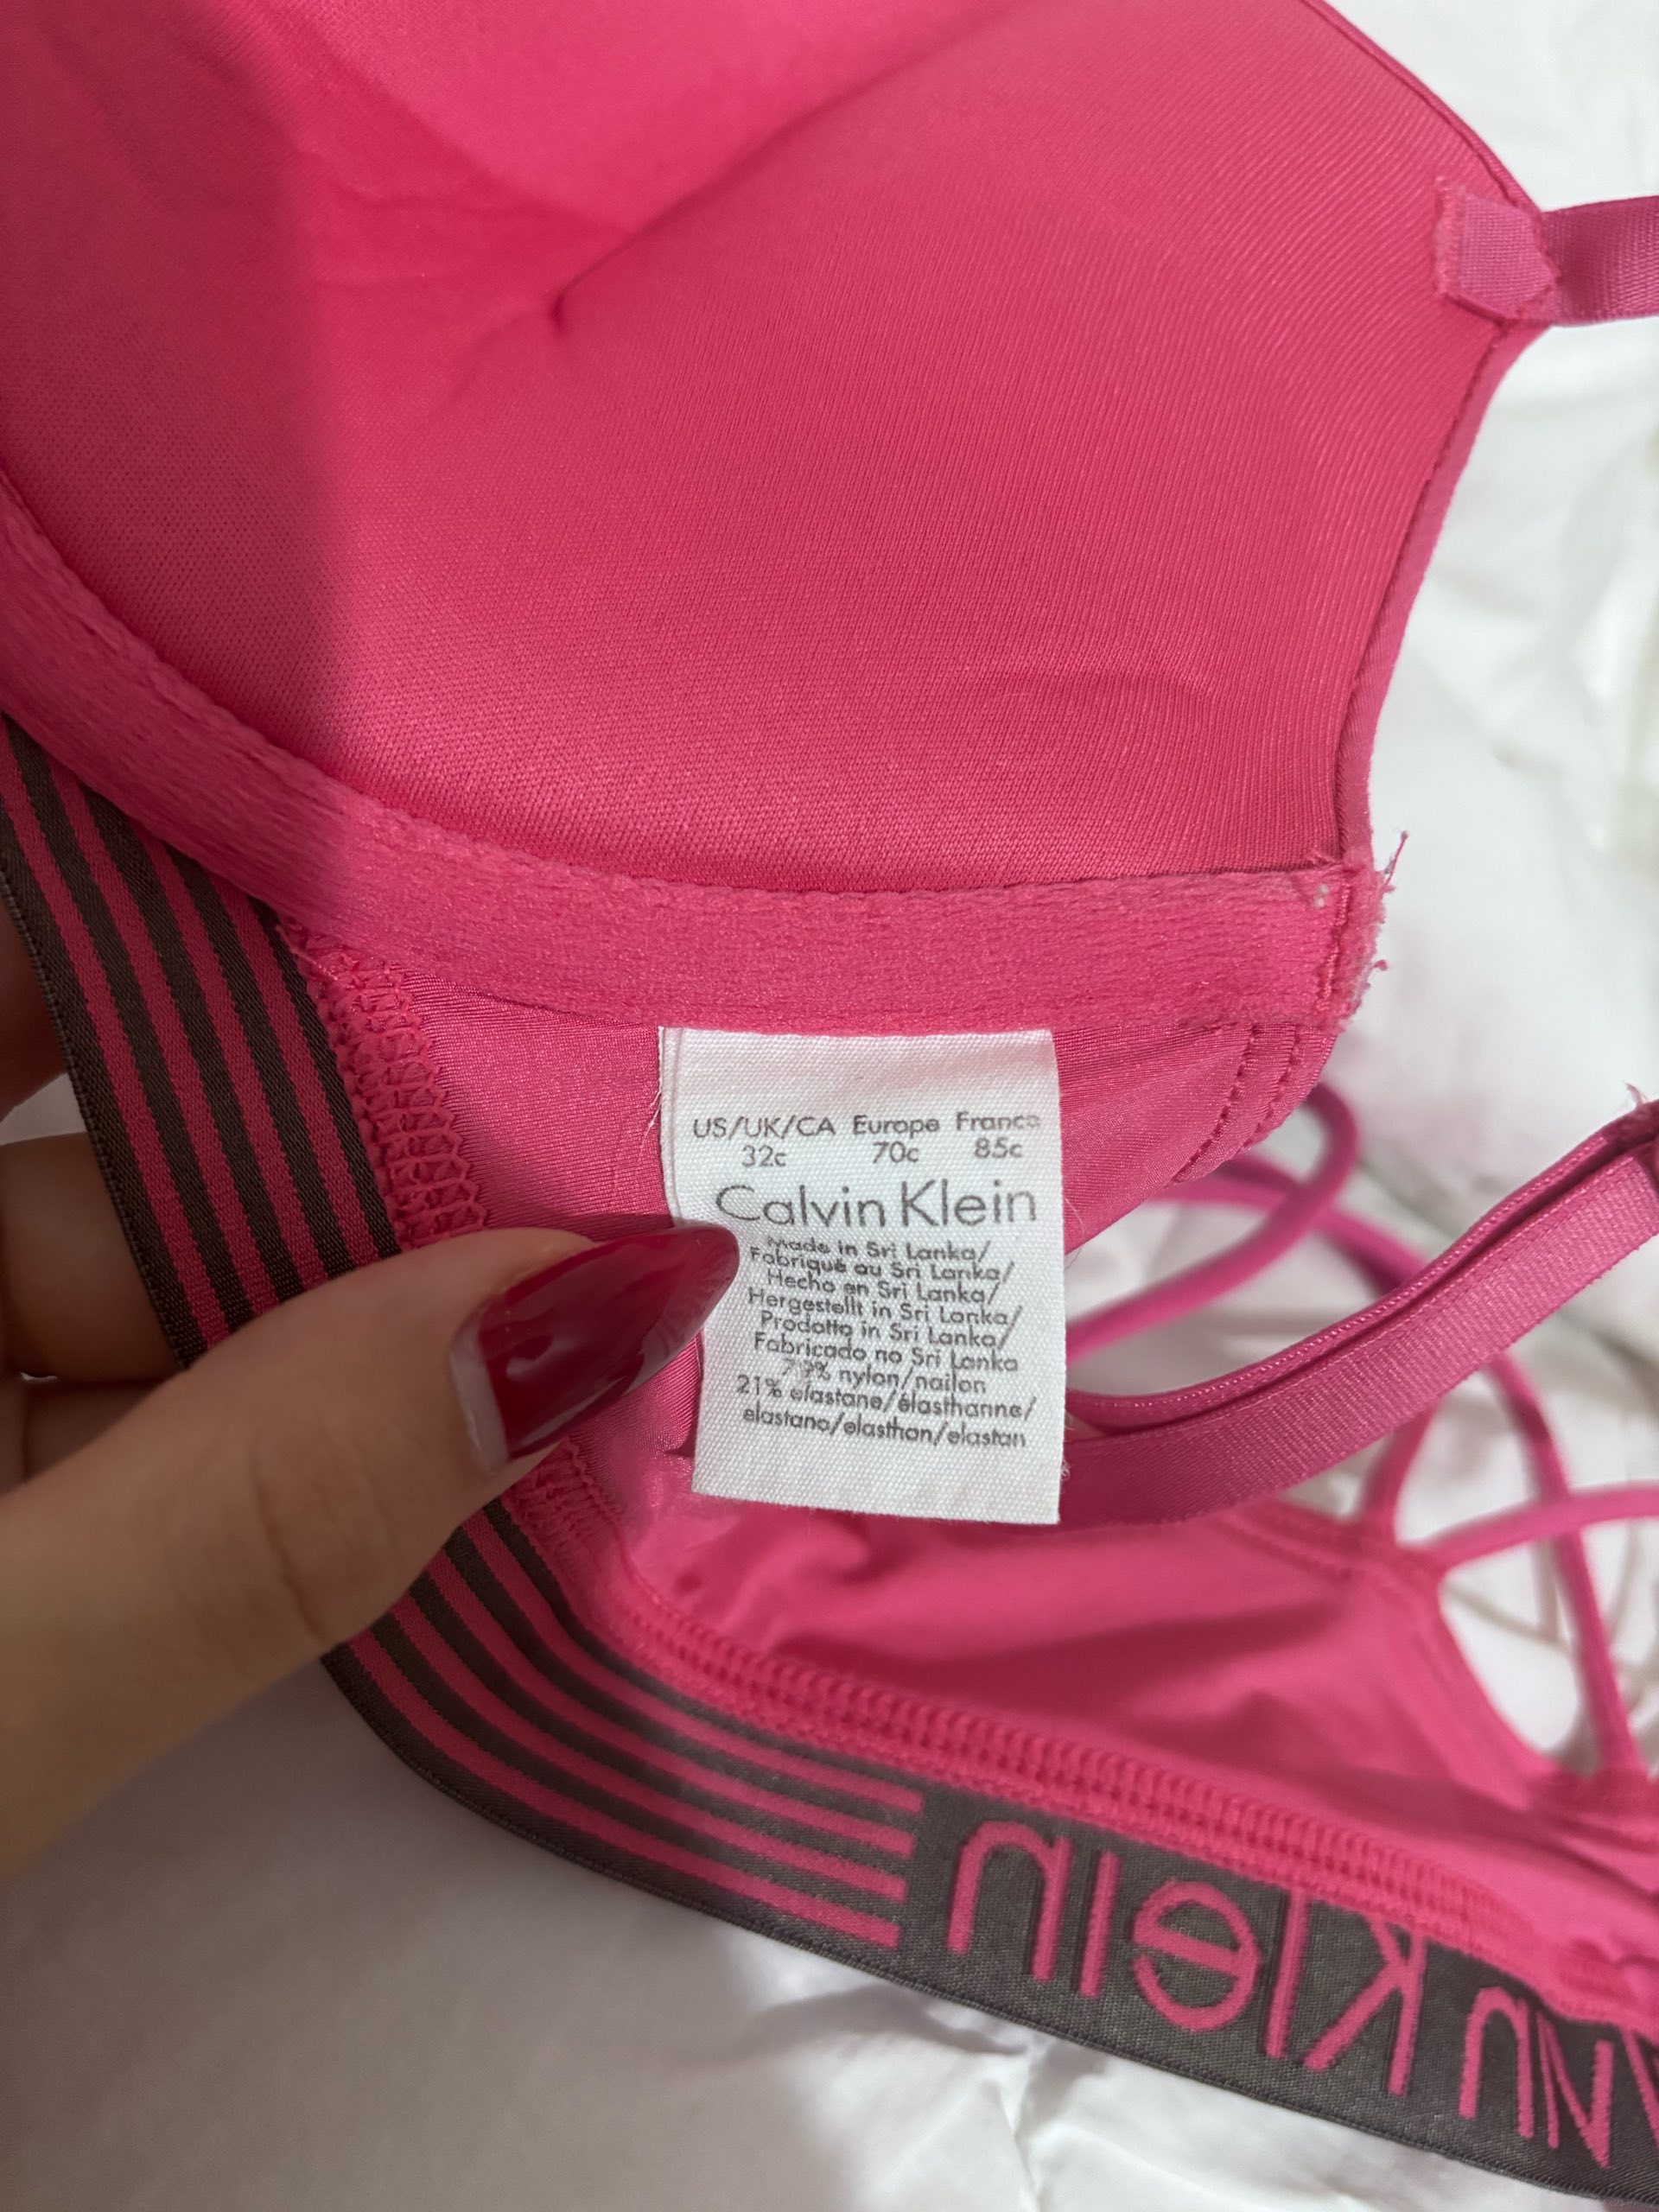 US/UK/CA Europe France
32c 70c 85c
Calvin Klein
Made in Sri Lanka/
Fabriqué au Sri Lanka/
Hecho en Sri Lanka/
Hergestellt in Sri Lanka/
Prodotto in Sri Lanka/
Fabricado no Sri Lanka
79% nylon/nailon
21% elastane/élasthanne/
elastano/elasthan/elastan
Klein